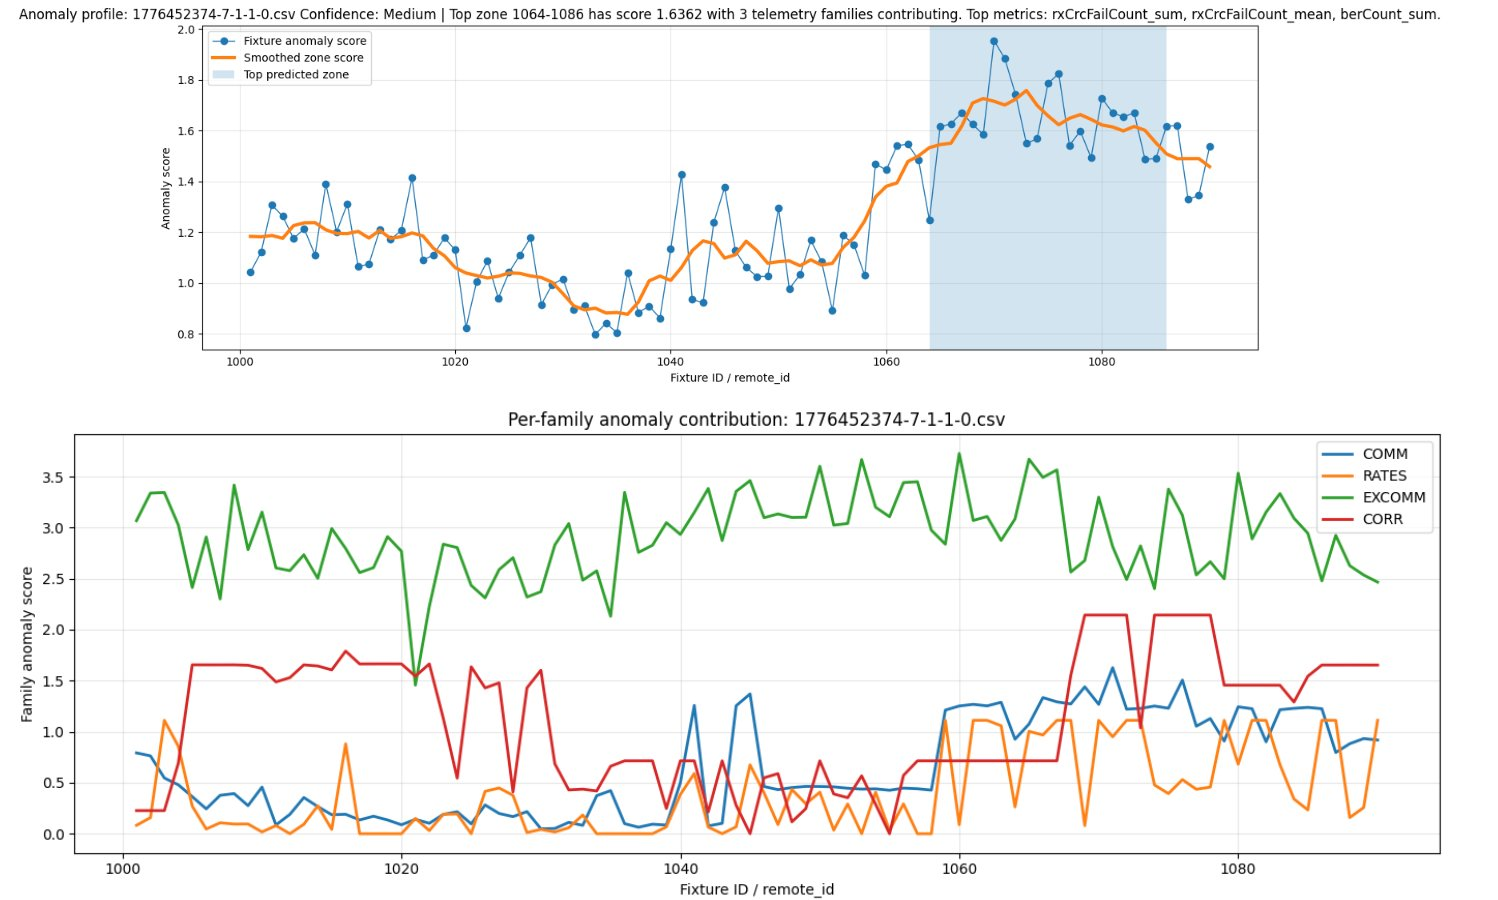 Anomaly profile: 1776452374-7-1-1-0.csv Confidence: Medium | Top zone 1064-1086 has score 1.6362 with 3 telemetry families contributing. Top metrics: rxCrcFailCount_sum, rxCrcFailCount_mean, berCount_sum.
Fixture anomaly score
Smoothed zone score
Top predicted zone
Anomaly score
2.0
1.8
1.6
1.4
1.2
1.0
0.8
1000 1020 1040 1060 1080
Fixture ID / remote_id
Per-family anomaly contribution: 1776452374-7-1-1-0.csv
COMM
RATES
EXCOMM
CORR
Family anomaly score
3.5
3.0
2.5
2.0
1.5
1.0
0.5
0.0
1000 1020 1040 1060 1080
Fixture ID / remote_id